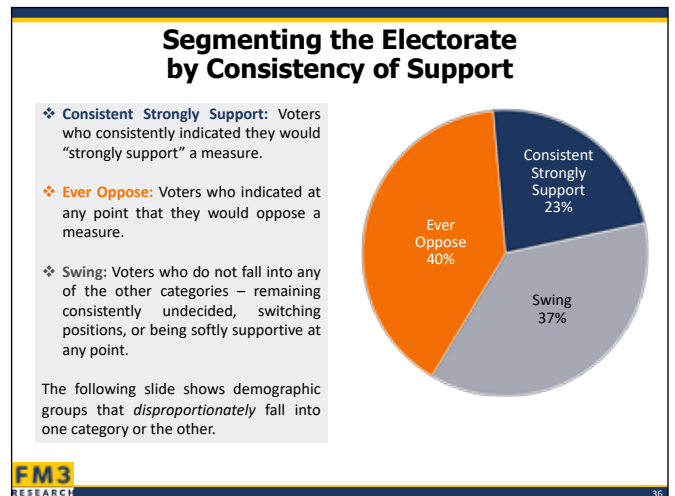 Segmenting the Electorate
by Consistency of Support
❖ Consistent Strongly Support: Voters
who consistently indicated they would
“strongly support” a measure.
❖ Ever Oppose: Voters who indicated at
any point that they would oppose a
measure.
❖ Swing: Voters who do not fall into any
of the other categories – remaining
consistently undecided, switching
positions, or being softly supportive at
any point.
The following slide shows demographic
groups that disproportionately fall into
one category or the other.
Consistent
Strongly
Support
23%
Ever
Oppose
40%
Swing
37%
FM3
RESEARCH
36